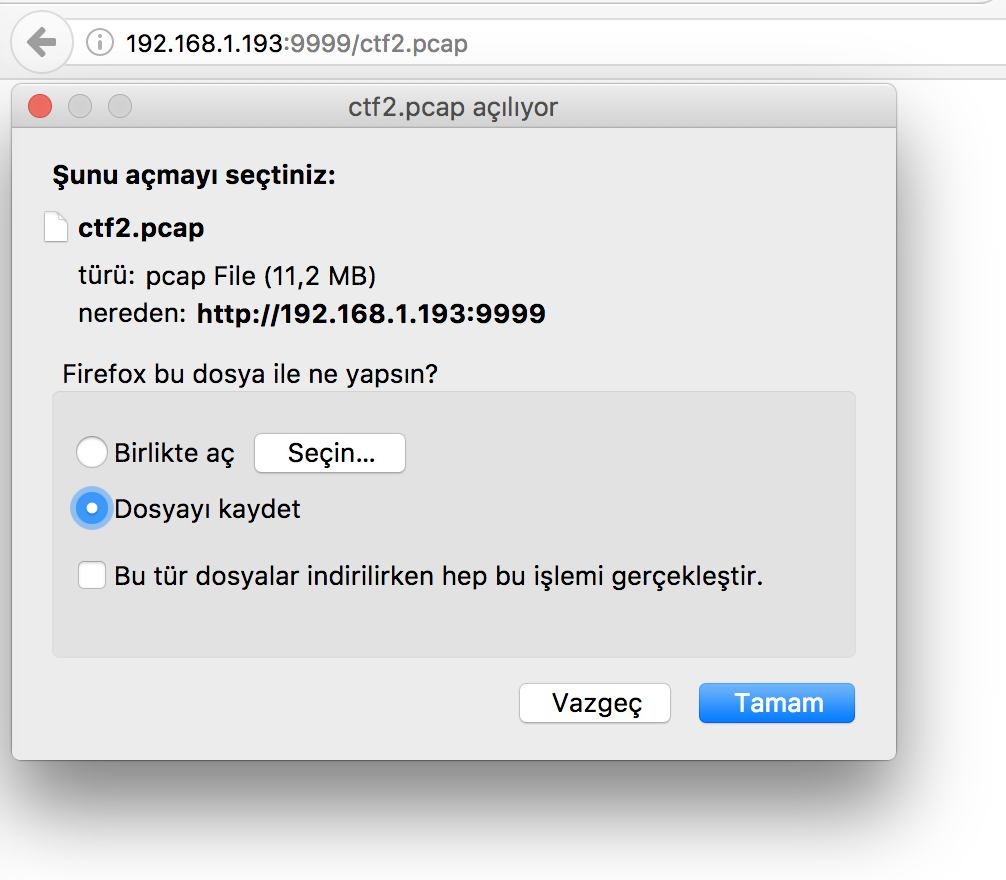 192.168.1.193:9999/ctf2.pcap
ctf2.pcap açılıyor
Şunu açmayı seçtiniz:
ctf2.pcap
türü: pcap File (11,2 MB)
nereden: http://192.168.1.193:9999
Firefox bu dosya ile ne yapsın?
Birlikte aç Seçin...
Dosyayı kaydet
Bu tür dosyalar indirilirken hep bu işlemi gerçekleştir.
Vazgeç Tamam